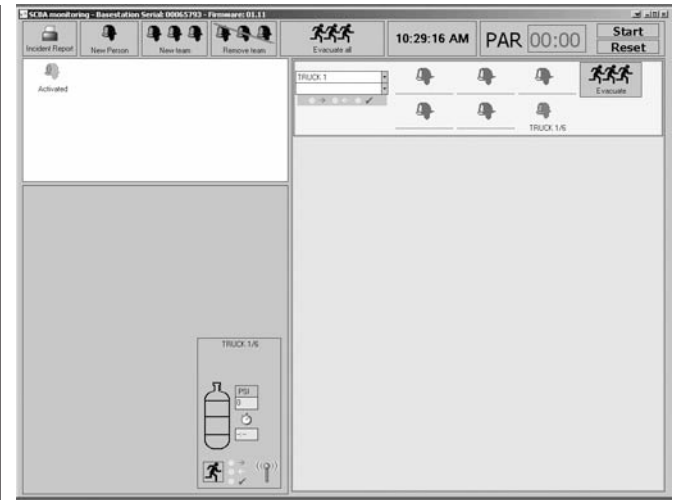 SCBA monitoring - Basestation Serial: 00065793 - Firmware: 01.11
Incident Report
New Person
New team
Remove team
Evacuate all
10:29:16 AM
PAR 00:00
Start
Reset
Activated
TRUCK 1
Evacuate
TRUCK 1/6
TRUCK 1/6
PSI
0
--:--